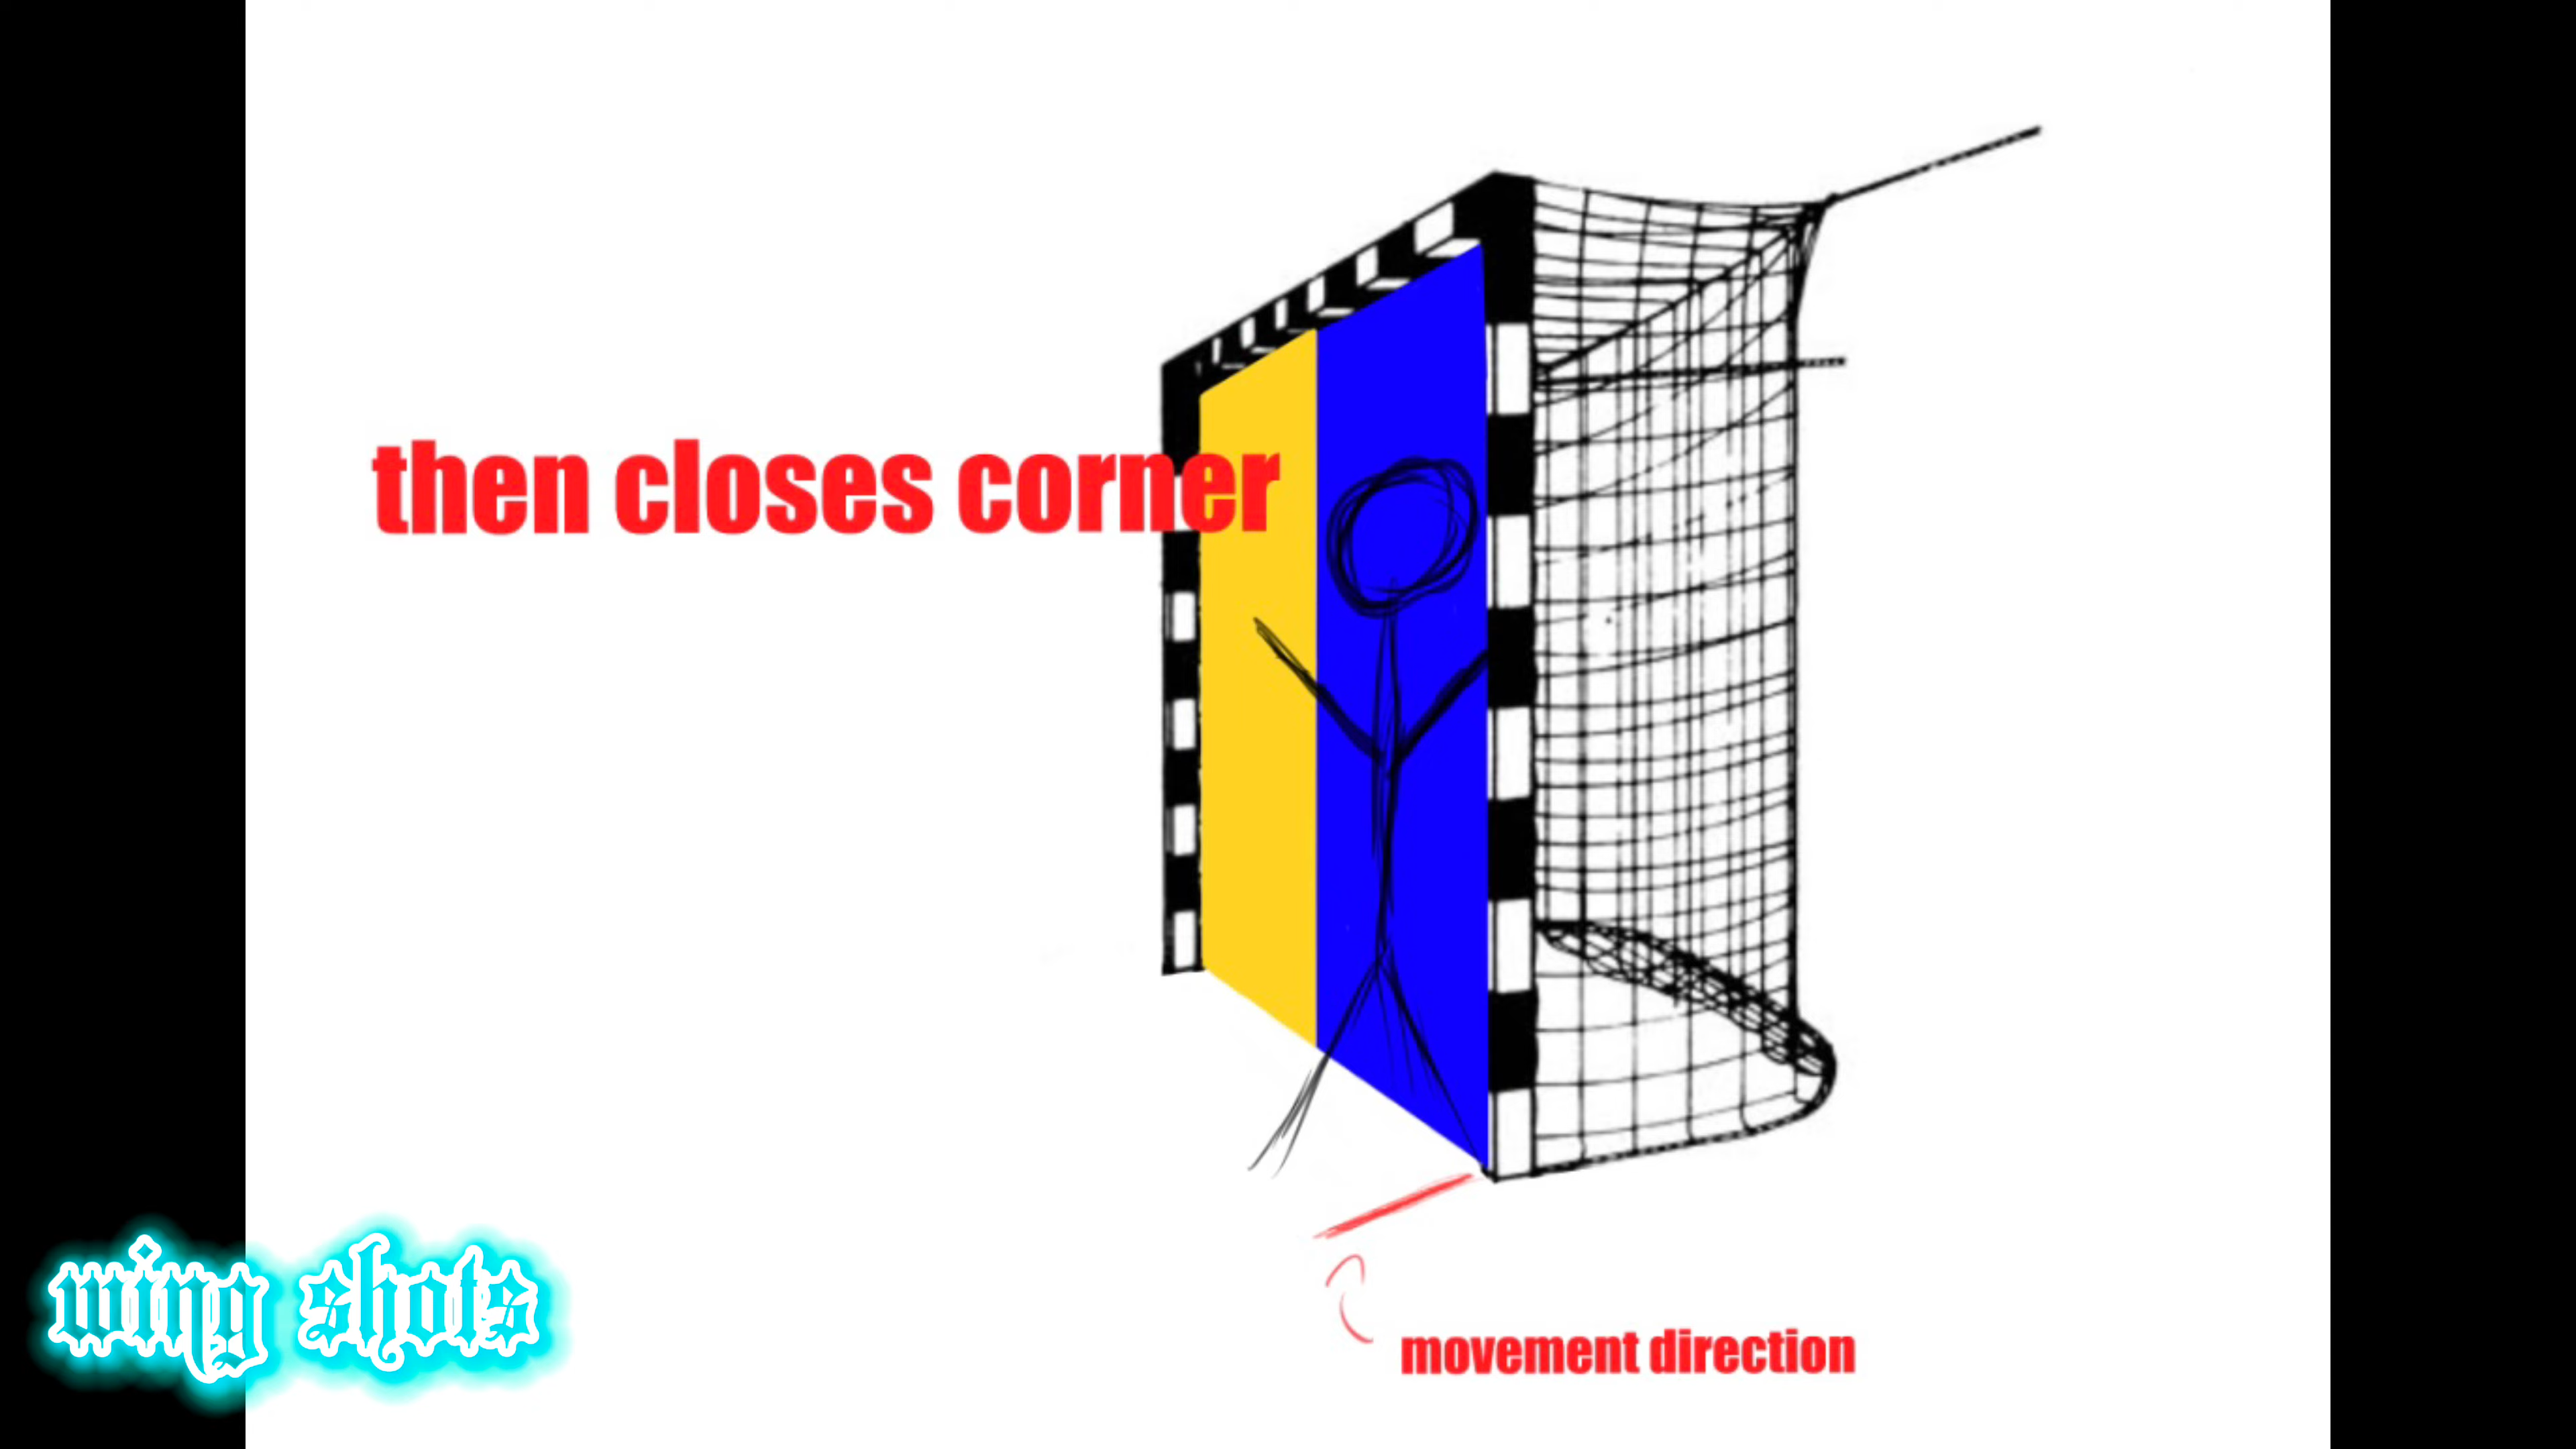 then closes corner
movement direction
wing shots